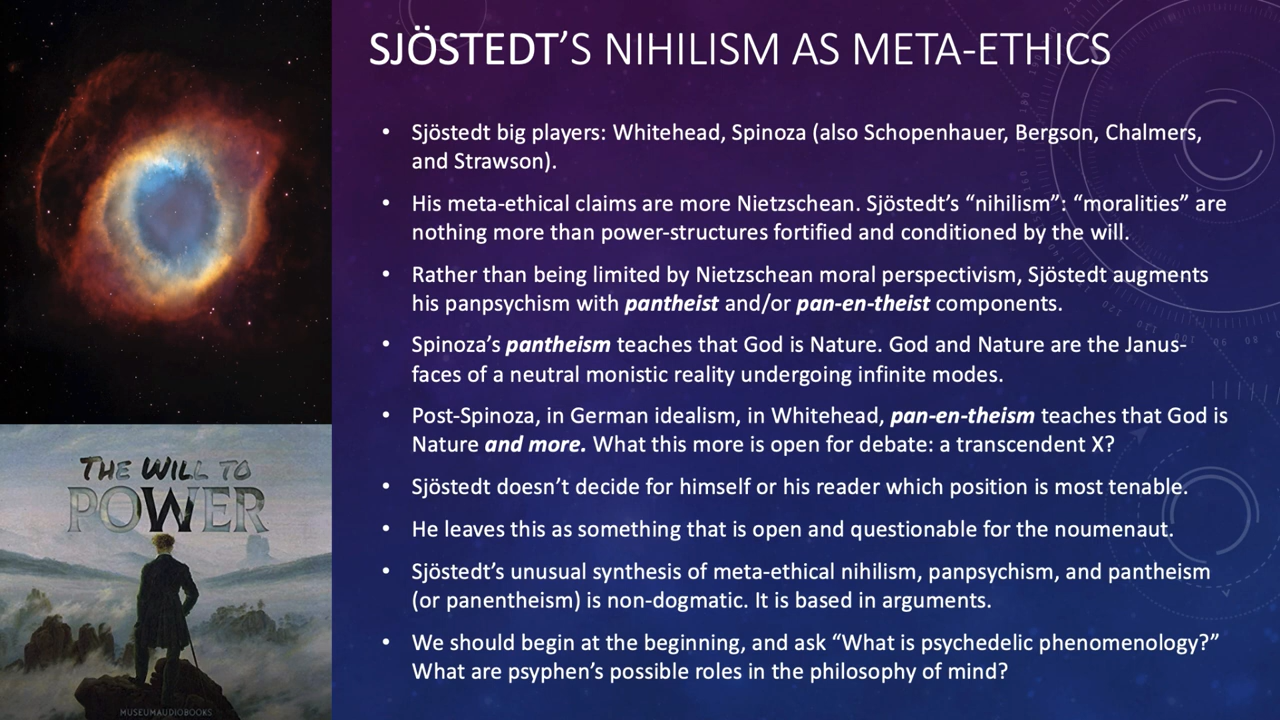 SJÖSTEDT’S NIHILISM AS META-ETHICS
• Sjöstedt big players: Whitehead, Spinoza (also Schopenhauer, Bergson, Chalmers,
and Strawson).
• His meta-ethical claims are more Nietzschean. Sjöstedt’s “nihilism”: “moralities” are
nothing more than power-structures fortified and conditioned by the will.
• Rather than being limited by Nietzschean moral perspectivism, Sjöstedt augments
his panpsychism with pantheist and/or pan-en-theist components.
• Spinoza’s pantheism teaches that God is Nature. God and Nature are the Janus-
faces of a neutral monistic reality undergoing infinite modes.
• Post-Spinoza, in German idealism, in Whitehead, pan-en-theism teaches that God is
Nature and more. What this more is open for debate: a transcendent X?
• Sjöstedt doesn’t decide for himself or his reader which position is most tenable.
• He leaves this as something that is open and questionable for the noumenaut.
• Sjöstedt’s unusual synthesis of meta-ethical nihilism, panpsychism, and pantheism
(or panentheism) is non-dogmatic. It is based in arguments.
• We should begin at the beginning, and ask “What is psychedelic phenomenology?”
What are psyphen’s possible roles in the philosophy of mind?
THE WILL TO
POWER
MUSEUMAUDIOBOOKS